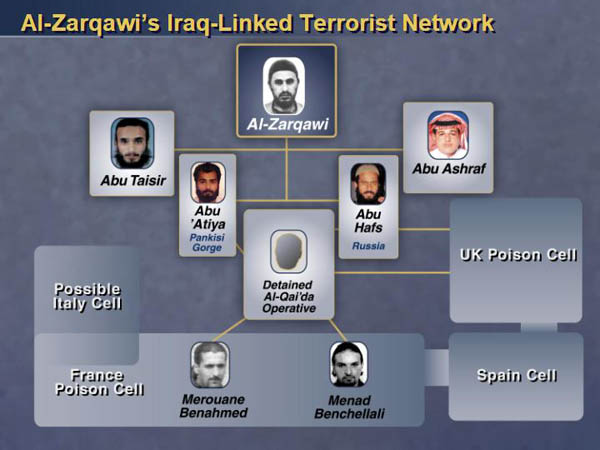 Al-Zarqawi's Iraq-Linked Terrorist Network
Al-Zarqawi
Abu Taisir
Abu
'Atiya
Pankisi
Gorge
Abu
Hafs
Russia
Abu Ashraf
Detained
Al-Qai'da
Operative
UK Poison Cell
Possible
Italy Cell
France
Poison Cell
Merouane
Benahmed
Menad
Benchellali
Spain Cell